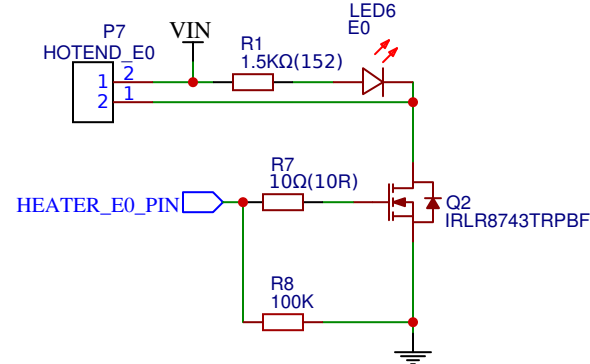 P7
HOTEND_E0
1 2
2 1
VIN
R1
1.5KΩ(152)
LED6
E0
HEATER_E0_PIN
R7
10Ω(10R)
Q2
IRLR8743TRPBF
R8
100K